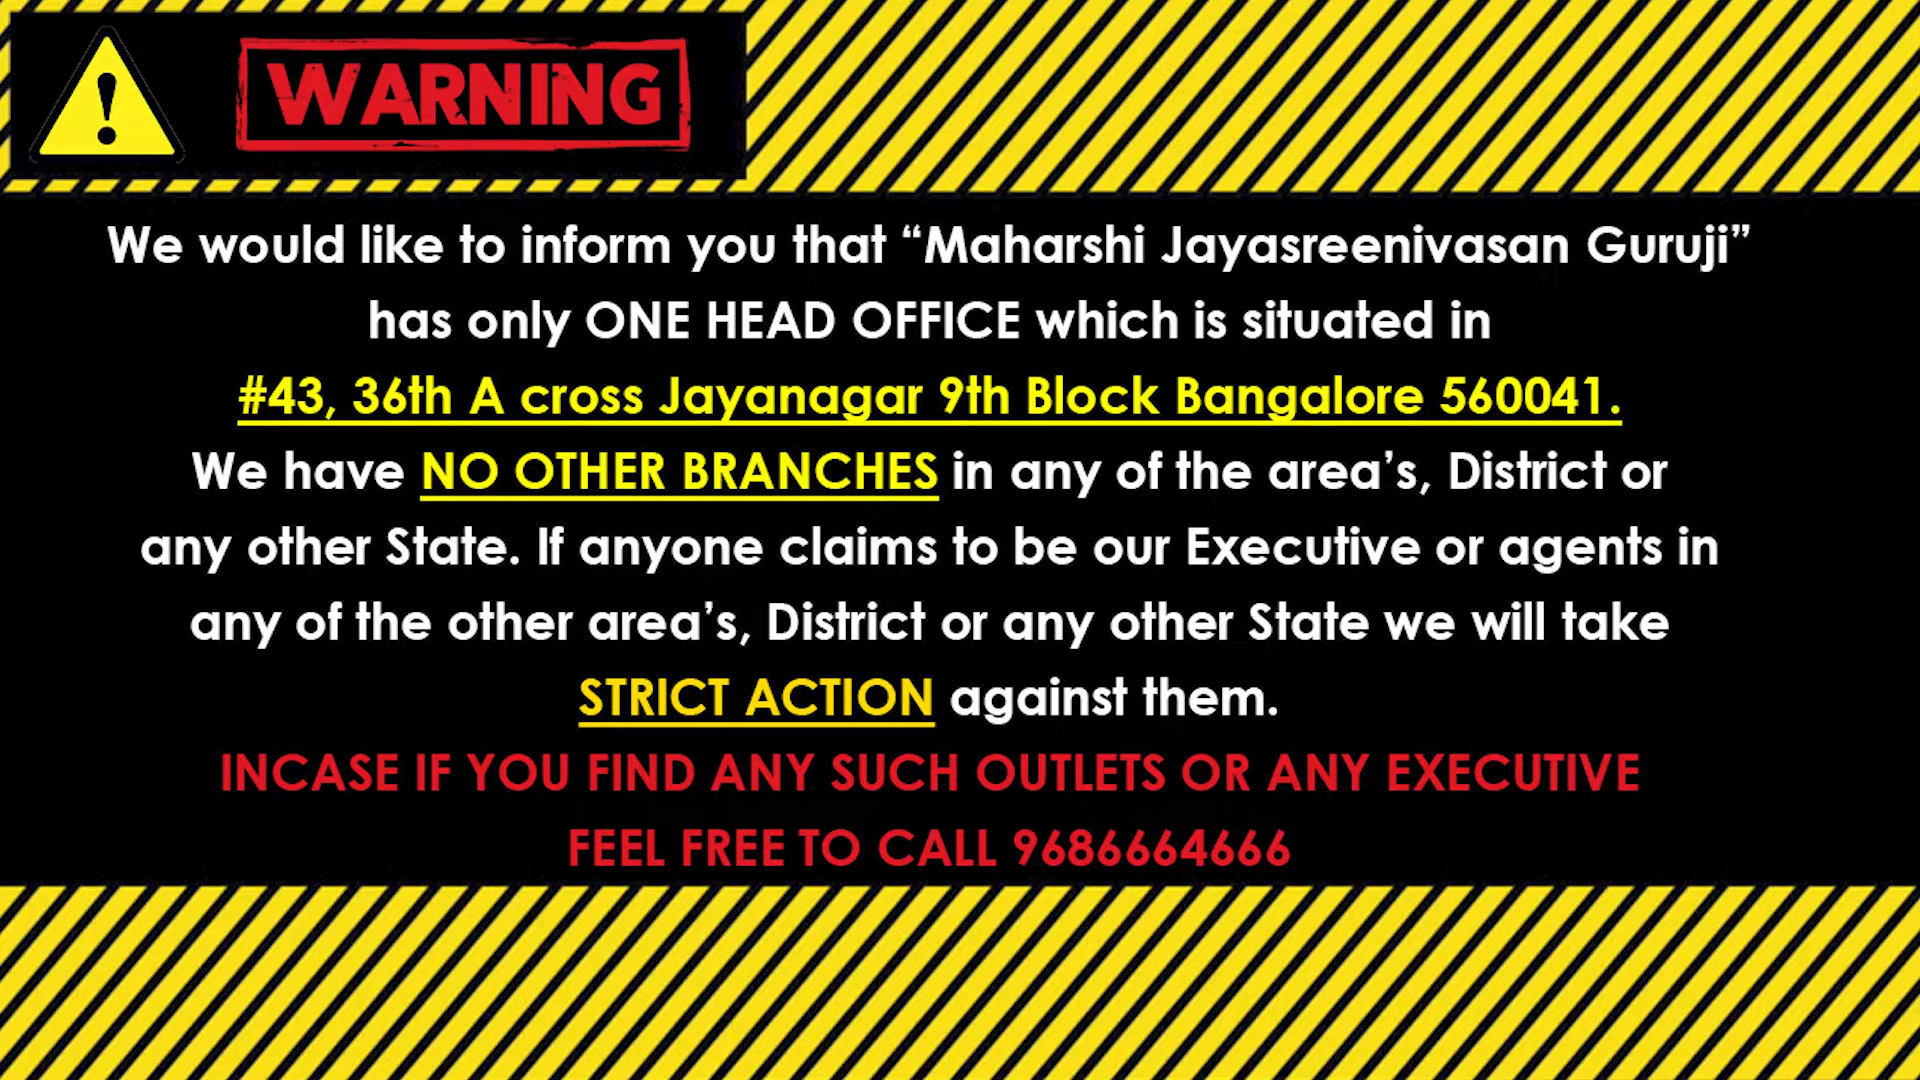 WARNING
We would like to inform you that “Maharshi Jayasreenivasan Guruji”
has only ONE HEAD OFFICE which is situated in
#43, 36th A cross Jayanagar 9th Block Bangalore 560041.
We have NO OTHER BRANCHES in any of the area’s, District or
any other State. If anyone claims to be our Executive or agents in
any of the other area’s, District or any other State we will take
STRICT ACTION against them.
INCASE IF YOU FIND ANY SUCH OUTLETS OR ANY EXECUTIVE
FEEL FREE TO CALL 9686664666